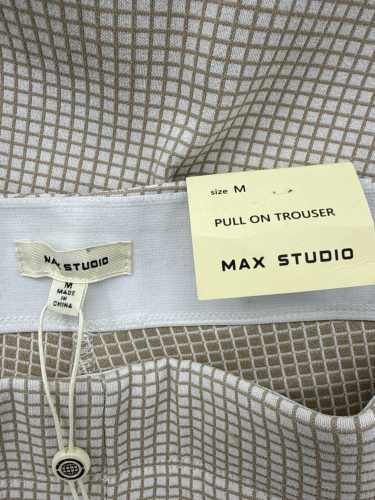 size M
PULL ON TROUSER
MAX STUDIO
MAX STUDIO
M
MADE
IN
CHINA